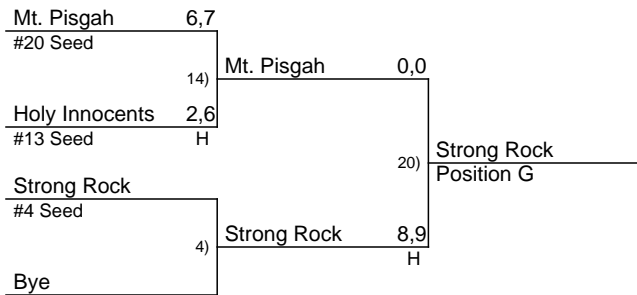 Mt. Pisgah 6,7
#20 Seed
14) Mt. Pisgah 0,0
Holy Innocents 2,6
#13 Seed H
20) Strong Rock
Position G
Strong Rock
#4 Seed
4) Strong Rock 8,9
H
Bye